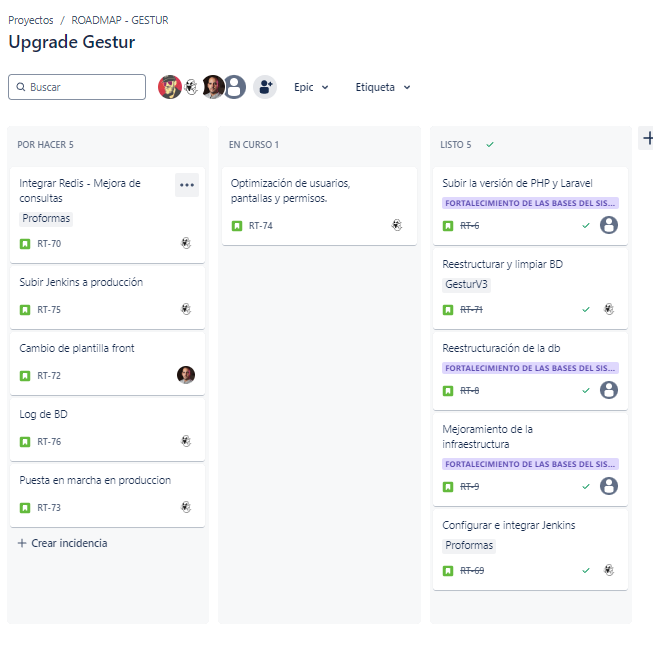 Proyectos / ROADMAP - GESTUR
Upgrade Gestur
Buscar
Epic
Etiqueta
POR HACER 5
Integrar Redis - Mejora de
consultas
Proformas
RT-70
Subir Jenkins a producción
RT-75
Cambio de plantilla front
RT-72
Log de BD
RT-76
Puesta en marcha en produccion
RT-73
+ Crear incidencia
EN CURSO 1
Optimización de usuarios,
pantallas y permisos.
RT-74
LISTO 5
Subir la versión de PHP y Laravel
FORTALECIMIENTO DE LAS BASES DEL SIS...
RT-6
Reestructurar y limpiar BD
GesturV3
RT-71
Reestructuración de la db
FORTALECIMIENTO DE LAS BASES DEL SIS...
RT-8
Mejoramiento de la
infraestructura
FORTALECIMIENTO DE LAS BASES DEL SIS...
RT-9
Configurar e integrar Jenkins
Proformas
RT-69